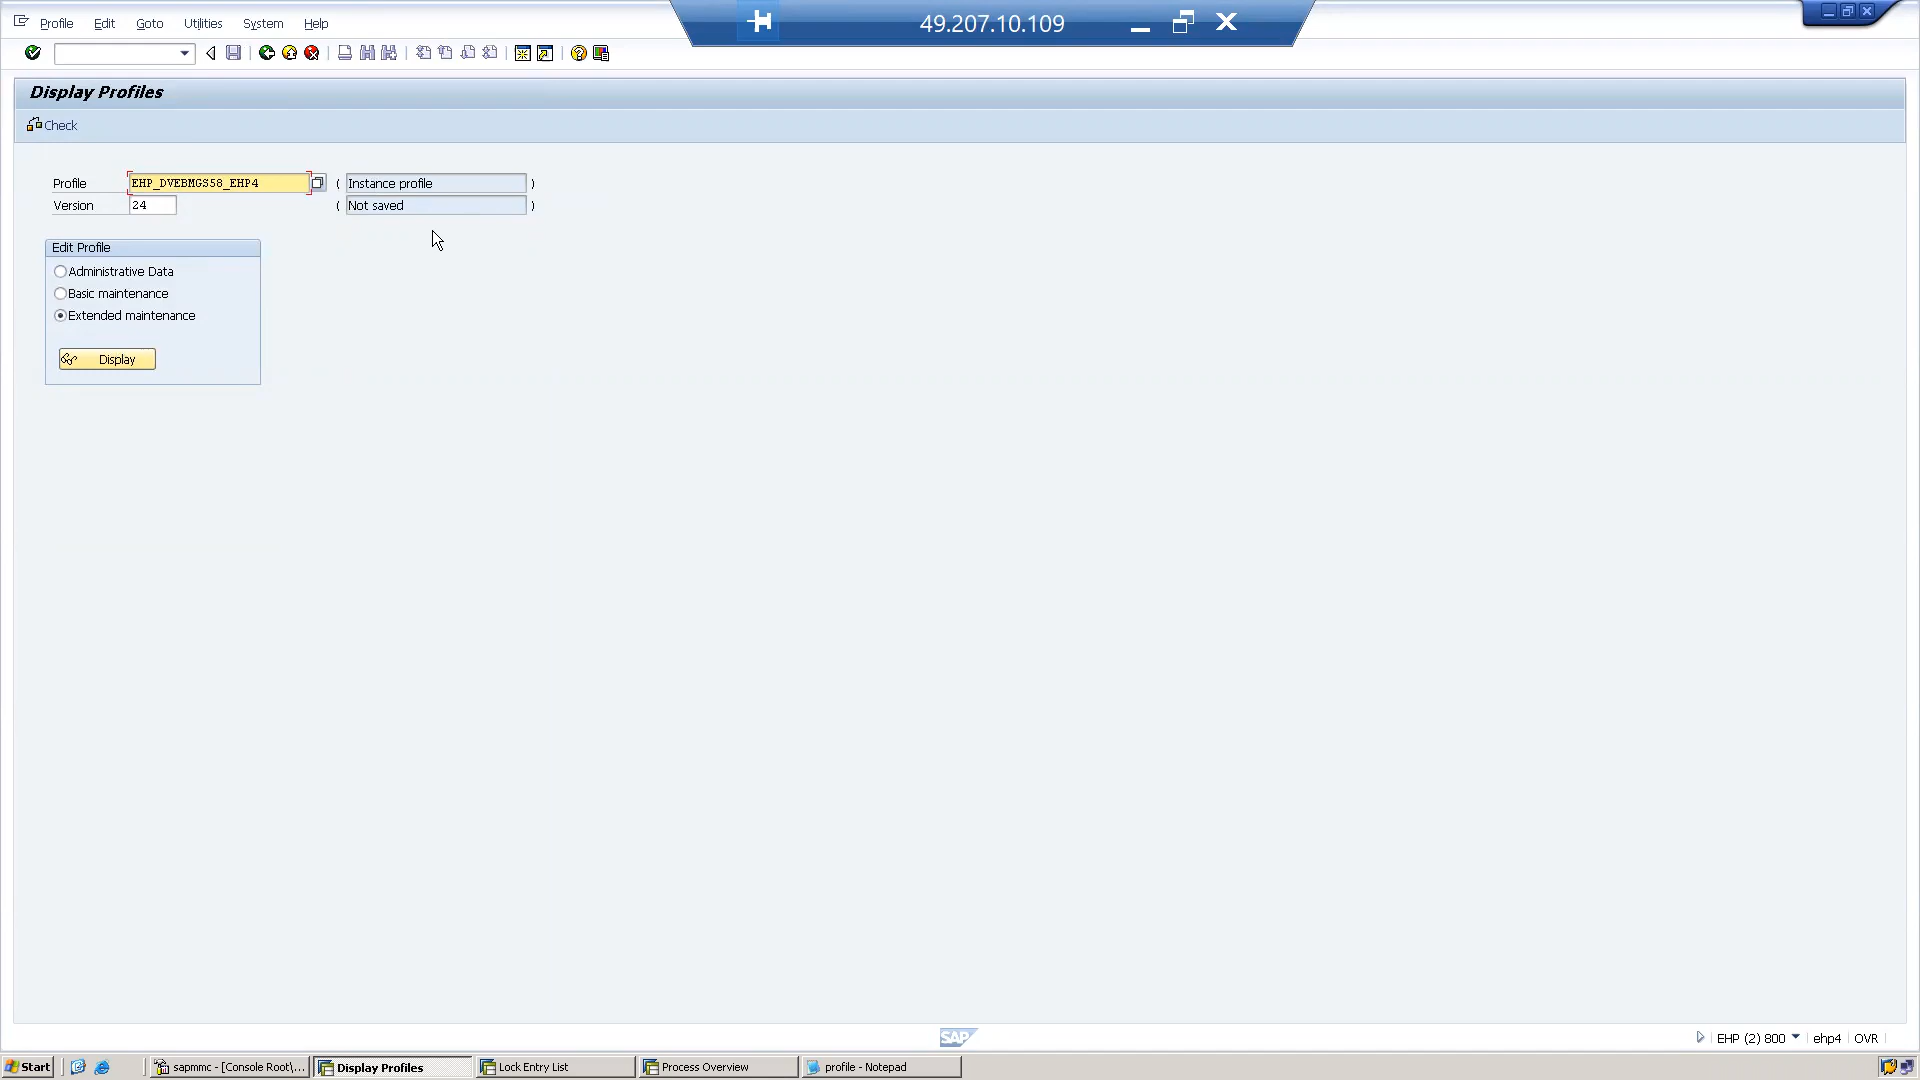 Profile Edit Goto Utilities System Help
49.207.10.109
Display Profiles
Check
Profile EHP_DVEBMGS58_EHP4 ( Instance profile )
Version 24 ( Not saved )
Edit Profile
Administrative Data
Basic maintenance
Extended maintenance
Display
SAP
EHP (2) 800 ehp4 OVR
Start sapmmc - [Console Root\... Display Profiles Lock Entry List Process Overview profile - Notepad